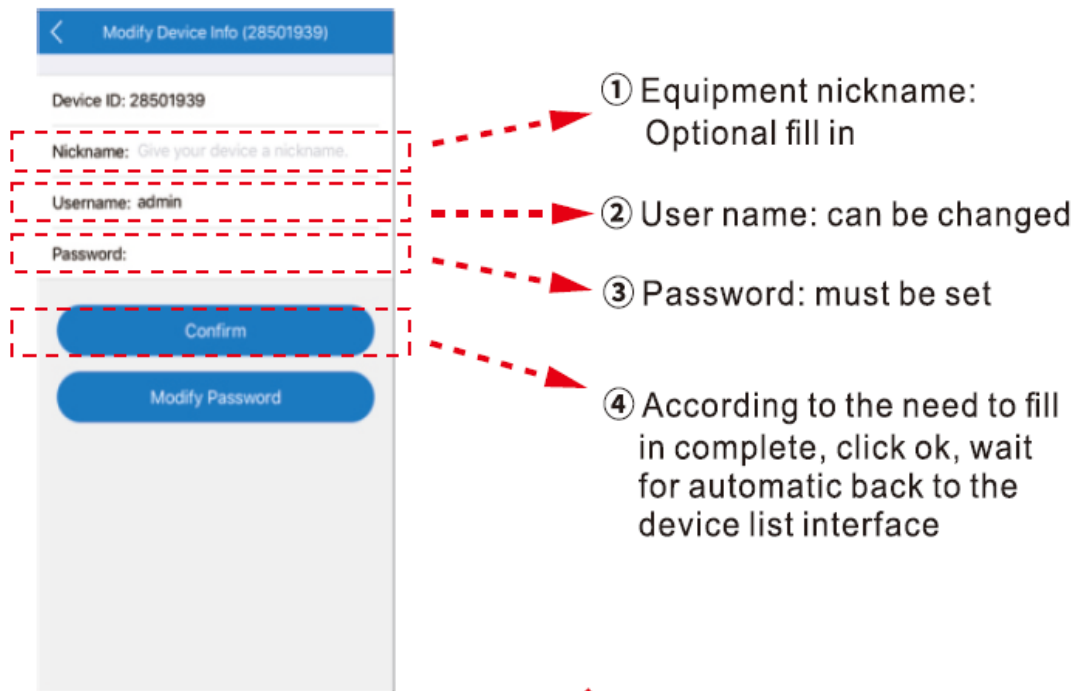 Modify Device Info (28501939)
Device ID: 28501939
Nickname: Give your device a nickname.
Username: admin
Password:
Confirm
Modify Password
① Equipment nickname:
Optional fill in
② User name: can be changed
③ Password: must be set
④ According to the need to fill
in complete, click ok, wait
for automatic back to the
device list interface